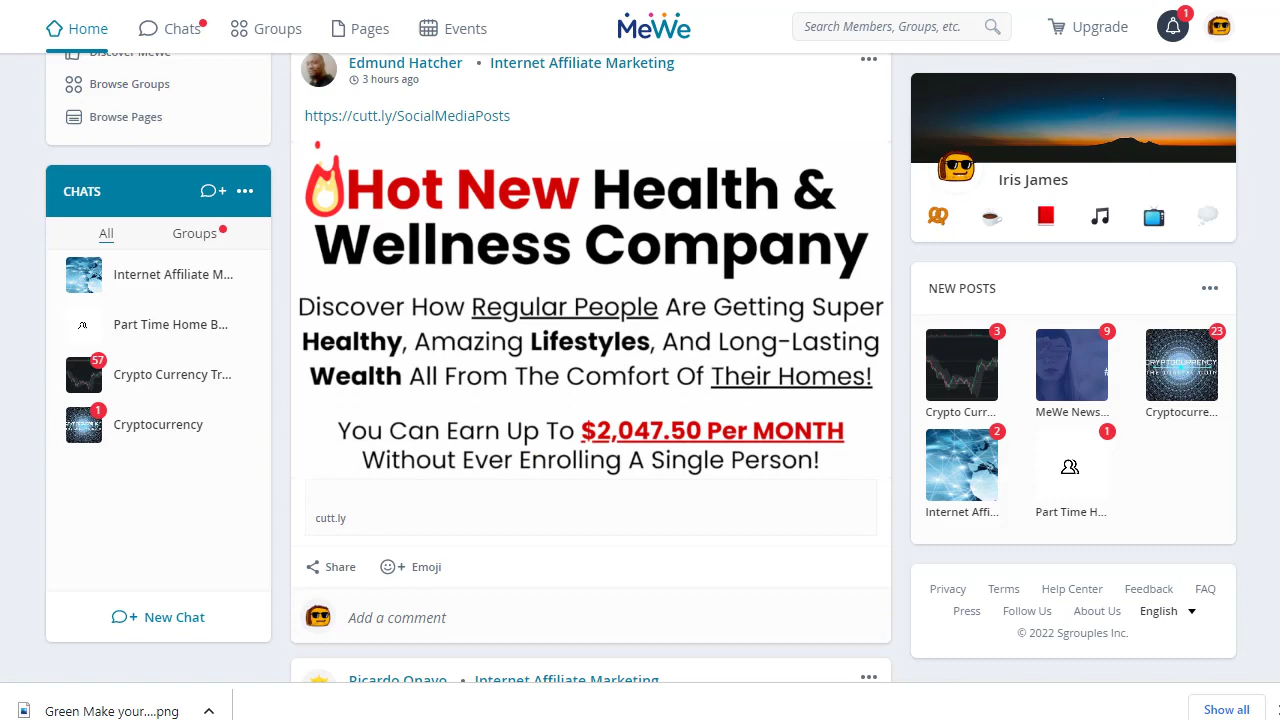 Home
Chats
Groups
Pages
Events
MeWe
Search Members, Groups, etc.
Upgrade
1
Discover MeWe
Browse Groups
Browse Pages
CHATS
All
Groups
Internet Affiliate M...
Part Time Home B...
57
Crypto Currency Tr...
1
Cryptocurrency
New Chat
Edmund Hatcher • Internet Affiliate Marketing
3 hours ago
https://cutt.ly/SocialMediaPosts
Hot New Health &
Wellness Company
Discover How Regular People Are Getting Super
Healthy, Amazing Lifestyles, And Long-Lasting
Wealth All From The Comfort Of Their Homes!
You Can Earn Up To $2,047.50 Per MONTH
Without Ever Enrolling A Single Person!
cutt.ly
Share
Emoji
Add a comment
Ricardo Onayo • Internet Affiliate Marketing
Iris James
NEW POSTS
3
9
23
CRYPTOCURRENCY
Crypto Curr...
MeWe News...
Cryptocurre...
2
1
Internet Affi...
Part Time H...
Privacy Terms Help Center Feedback FAQ
Press Follow Us About Us English
© 2022 Sgrouples Inc.
Green Make your....png
Show all